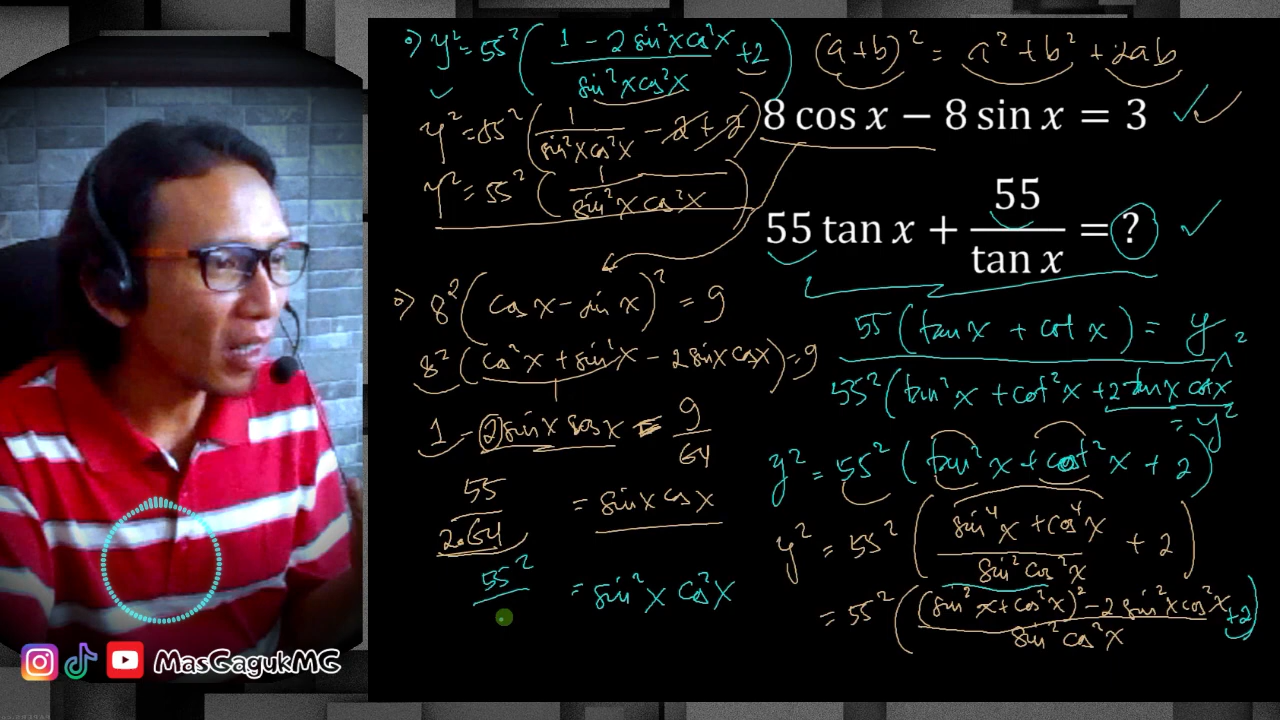 •) y² = 55² ( (1 - 2 sin²x cos²x) / (sin²x cos²x) + 2 )
y² = 55² ( 1 / (sin²x cos²x) - 2 + 2 )
y² = 55² ( 1 / (sin²x cos²x) )
•) 8² ( cos x - sin x )² = 9
8² ( cos²x + sin²x - 2 sin x cos x ) = 9
1 - 2 sin x cos x = 9/64
55 / 2.64 = sin x cos x
55² = sin²x cos²x
(a+b)² = a² + b² + 2ab
8 cos x − 8 sin x = 3
55 tan x + 55/tan x = ?
55 ( tan x + cot x ) = y
55² ( tan²x + cot²x + 2 tan x cot x
= y²
y² = 55² ( tan²x + cot²x + 2 )
y² = 55² ( (sin⁴x + cos⁴x) / (sin² cos²x) + 2 )
= 55² ( ((sin²x + cos²x)² - 2 sin²x cos²x) / (sin² cos²x) + 2 )
MasGagukMG